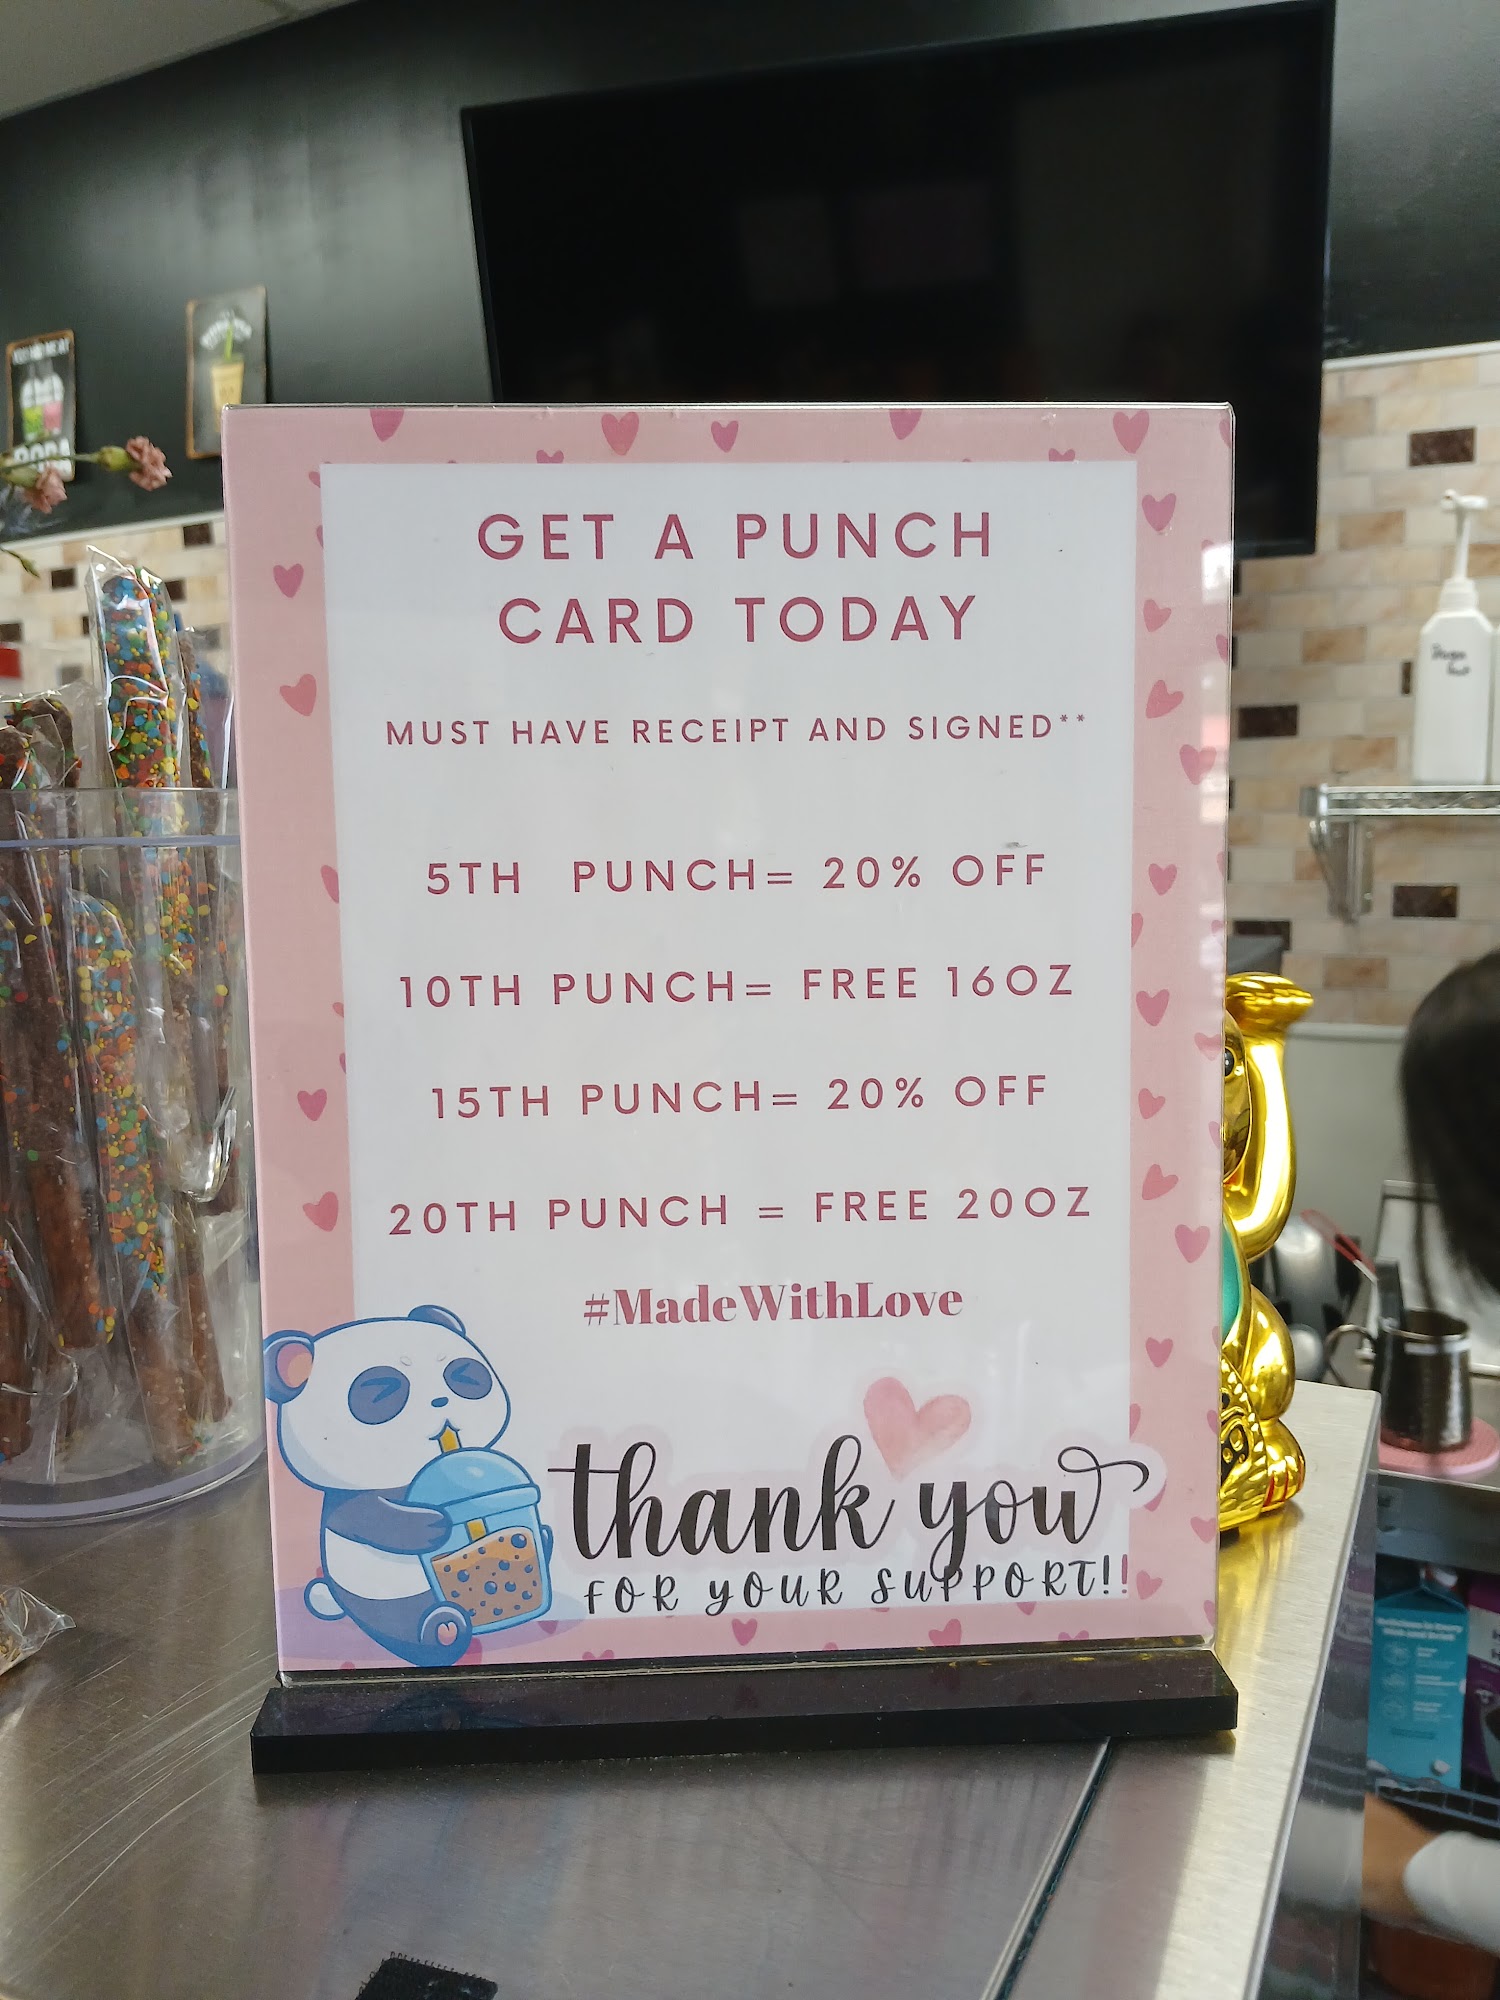 GET A PUNCH
CARD TODAY
MUST HAVE RECEIPT AND SIGNED**
5TH PUNCH= 20% OFF
10TH PUNCH= FREE 16OZ
15TH PUNCH= 20% OFF
20TH PUNCH = FREE 20OZ
#MadeWithLove
thank you
FOR YOUR SUPPORT!!